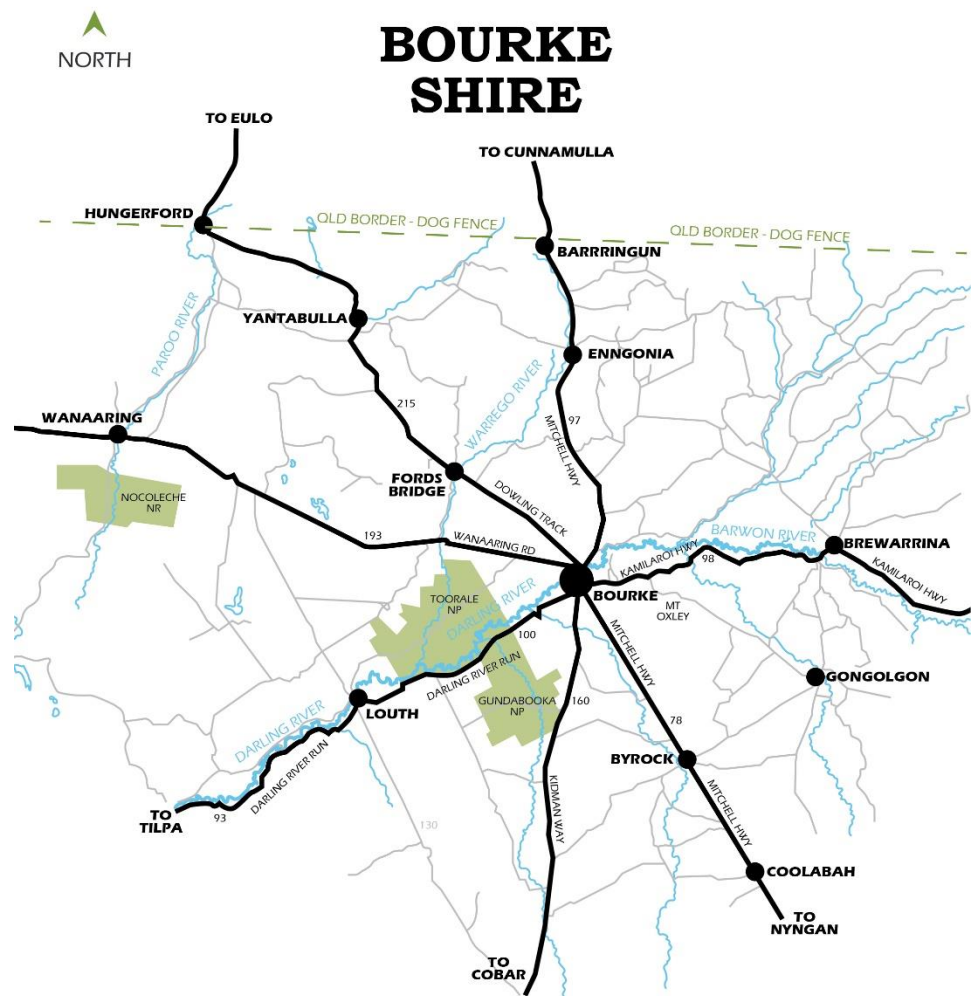 BOURKE
SHIRE
NORTH
TO EULO
TO CUNNAMULLA
HUNGERFORD
QLD BORDER - DOG FENCE
QLD BORDER - DOG FENCE
BARRRINGUN
YANTABULLA
PAROO RIVER
ENNGONIA
WARREGO RIVER
215
97
MITCHELL HWY
WANAARING
FORDS
BRIDGE
NOCOLECHE
NR
DOWLING TRACK
193
WANAARING RD
BARWON RIVER
BREWARRINA
KAMILAROI HWY
98
KAMILAROI HWY
BOURKE
MT
OXLEY
TOORALE
NP
DARLING RIVER
100
DARLING RIVER RUN
MITCHELL HWY
GONGOLGON
LOUTH
GUNDABOOKA
NP
160
78
DARLING RIVER
DARLING RIVER RUN
BYROCK
KIDMAN WAY
MITCHELL HWY
TO
TILPA
93
130
COOLABAH
TO
NYNGAN
TO
COBAR